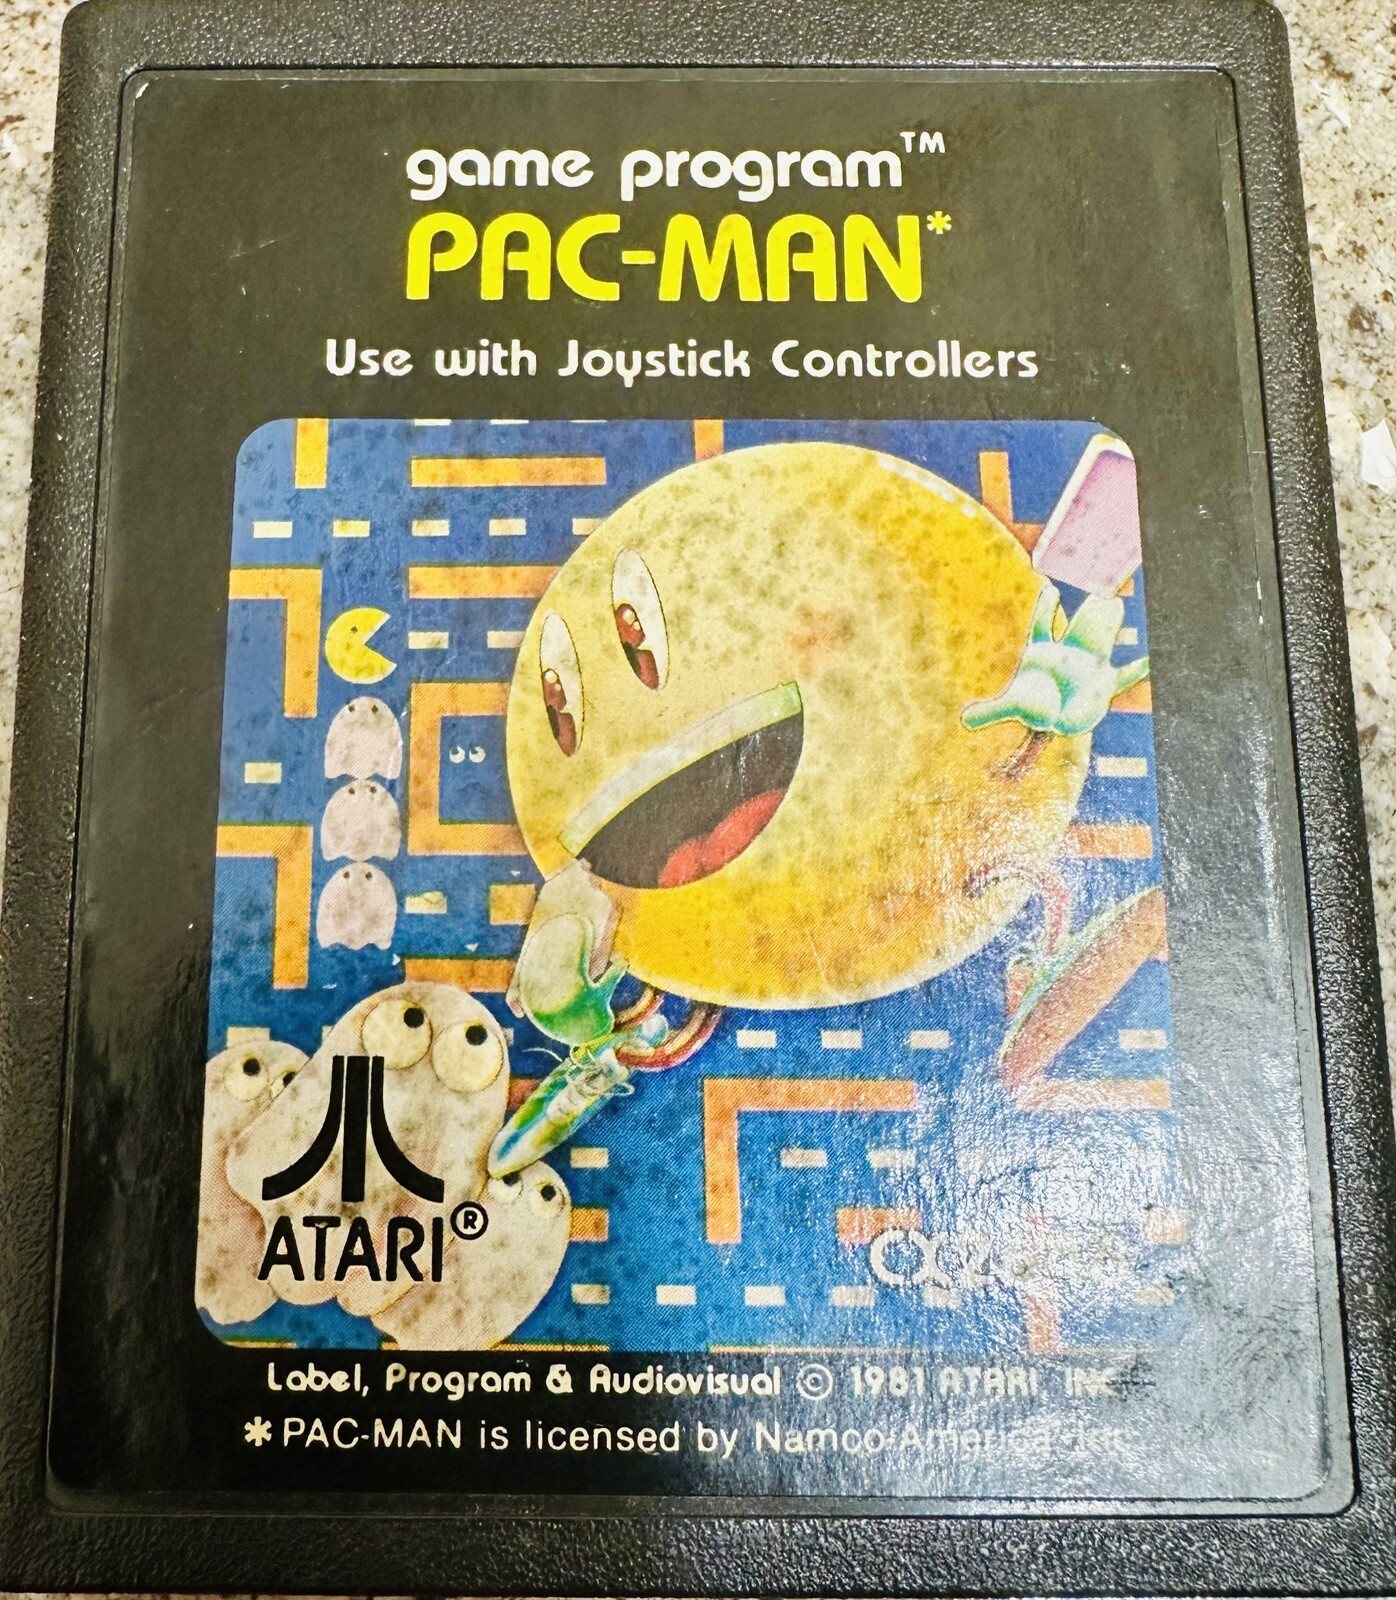 game program™
PAC-MAN*
Use with Joystick Controllers
ATARI®
Label, Program & Audiovisual © 1981 ATARI, INC.
* PAC-MAN is licensed by Namco-America, Inc.